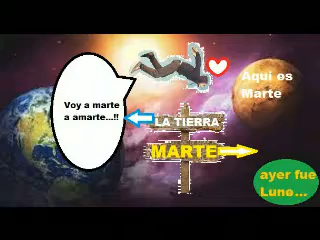 Voy a marte
a amarte...!!
Aqui es
Marte
LA TIERRA
MARTE
ayer fue
Lune...